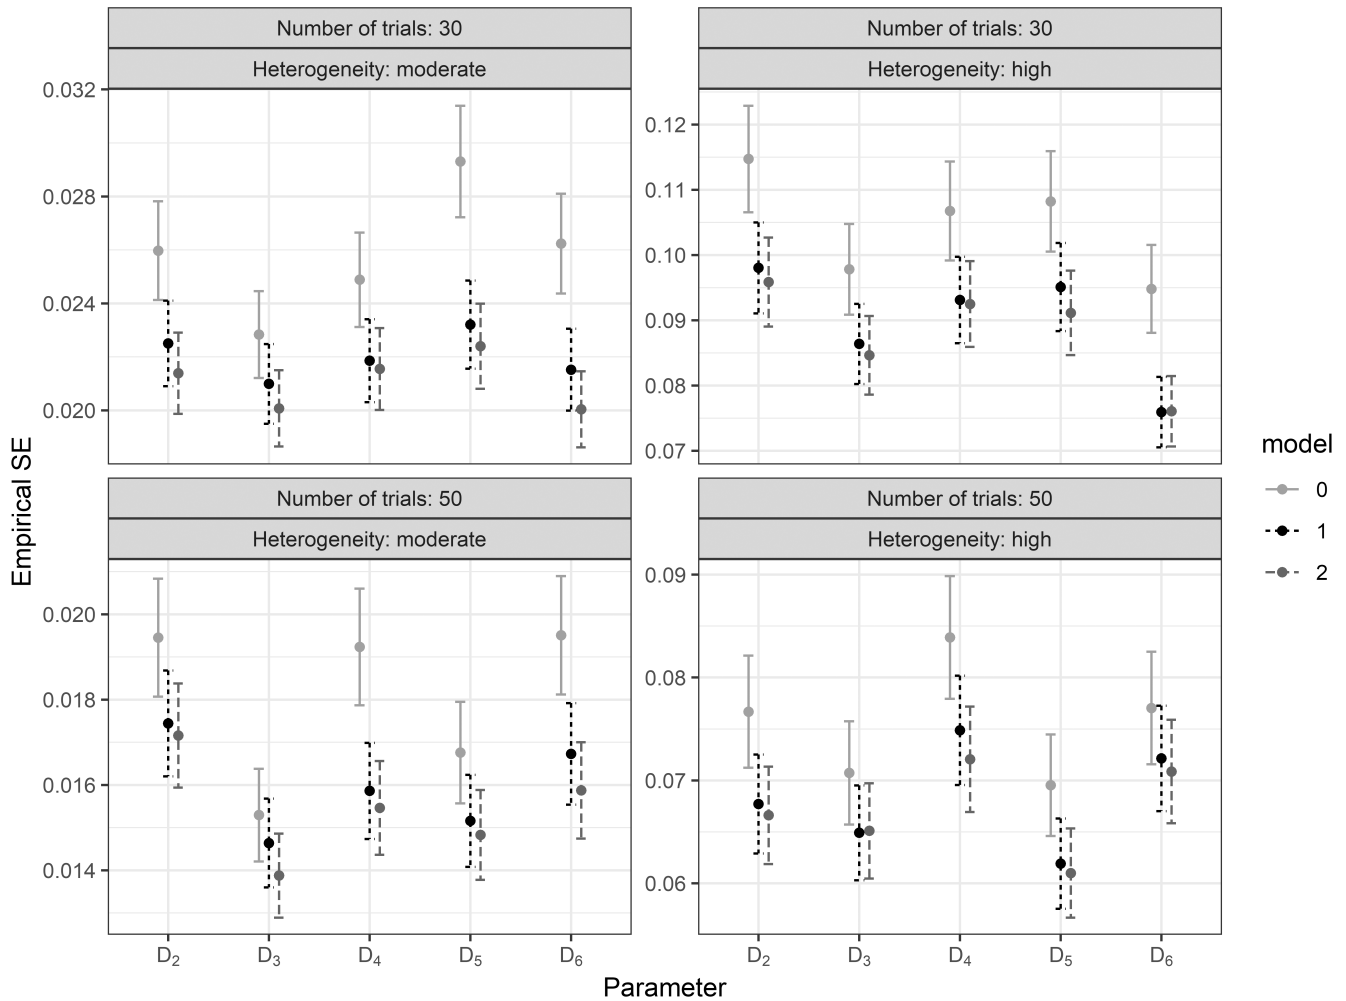 Number of trials: 30
Heterogeneity: moderate
0.032
0.028
0.024
0.020
Number of trials: 30
Heterogeneity: high
0.12
0.11
0.10
0.09
0.08
0.07
Number of trials: 50
Heterogeneity: moderate
0.020
0.018
0.016
0.014
D₂ D₃ D₄ D₅ D₆
Number of trials: 50
Heterogeneity: high
0.09
0.08
0.07
0.06
D₂ D₃ D₄ D₅ D₆
Empirical SE
Parameter
model
0
1
2